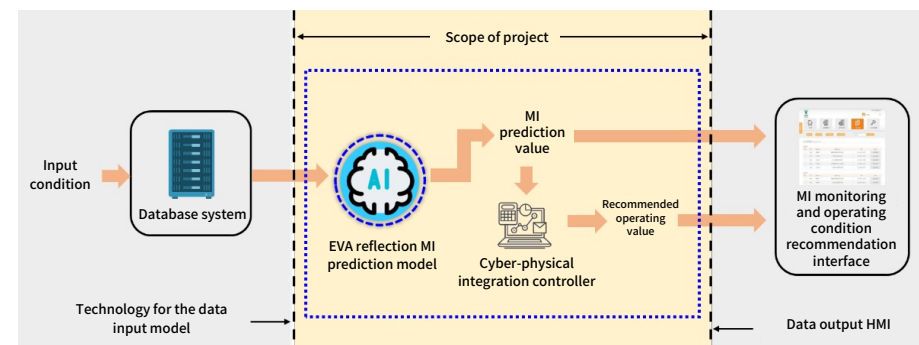 Scope of project
Input
condition
Database system
AI
EVA reflection MI
prediction model
MI
prediction
value
Cyber-physical
integration controller
Recommended
operating
value
MI monitoring
and operating
condition
recommendation
interface
Technology for the data
input model
Data output HMI